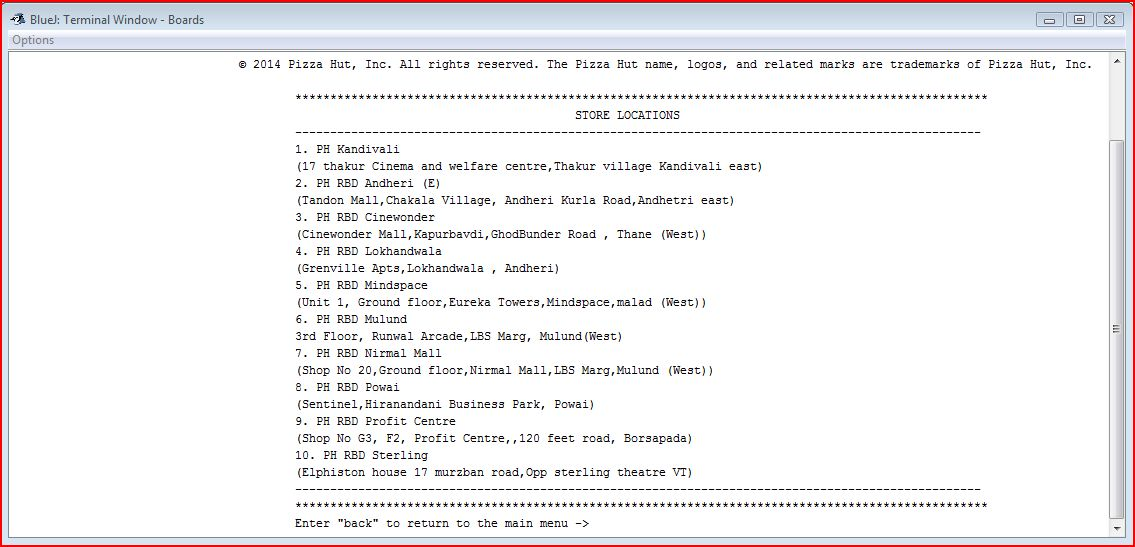 BlueJ: Terminal Window - Boards
Options
© 2014 Pizza Hut, Inc. All rights reserved. The Pizza Hut name, logos, and related marks are trademarks of Pizza Hut, Inc.
***************************************************************************************************
STORE LOCATIONS
--------------------------------------------------------------------------------------------------
1. PH Kandivali
(17 thakur Cinema and welfare centre,Thakur village Kandivali east)
2. PH RBD Andheri (E)
(Tandon Mall,Chakala Village, Andheri Kurla Road,Andhetri east)
3. PH RBD Cinewonder
(Cinewonder Mall,Kapurbavdi,GhodBunder Road , Thane (West))
4. PH RBD Lokhandwala
(Grenville Apts,Lokhandwala , Andheri)
5. PH RBD Mindspace
(Unit 1, Ground floor,Eureka Towers,Mindspace,malad (West))
6. PH RBD Mulund
3rd Floor, Runwal Arcade,LBS Marg, Mulund(West)
7. PH RBD Nirmal Mall
(Shop No 20,Ground floor,Nirmal Mall,LBS Marg,Mulund (West))
8. PH RBD Powai
(Sentinel,Hiranandani Business Park, Powai)
9. PH RBD Profit Centre
(Shop No G3, F2, Profit Centre,,120 feet road, Borsapada)
10. PH RBD Sterling
(Elphiston house 17 murzban road,Opp sterling theatre VT)
--------------------------------------------------------------------------------------------------
***************************************************************************************************
Enter "back" to return to the main menu ->